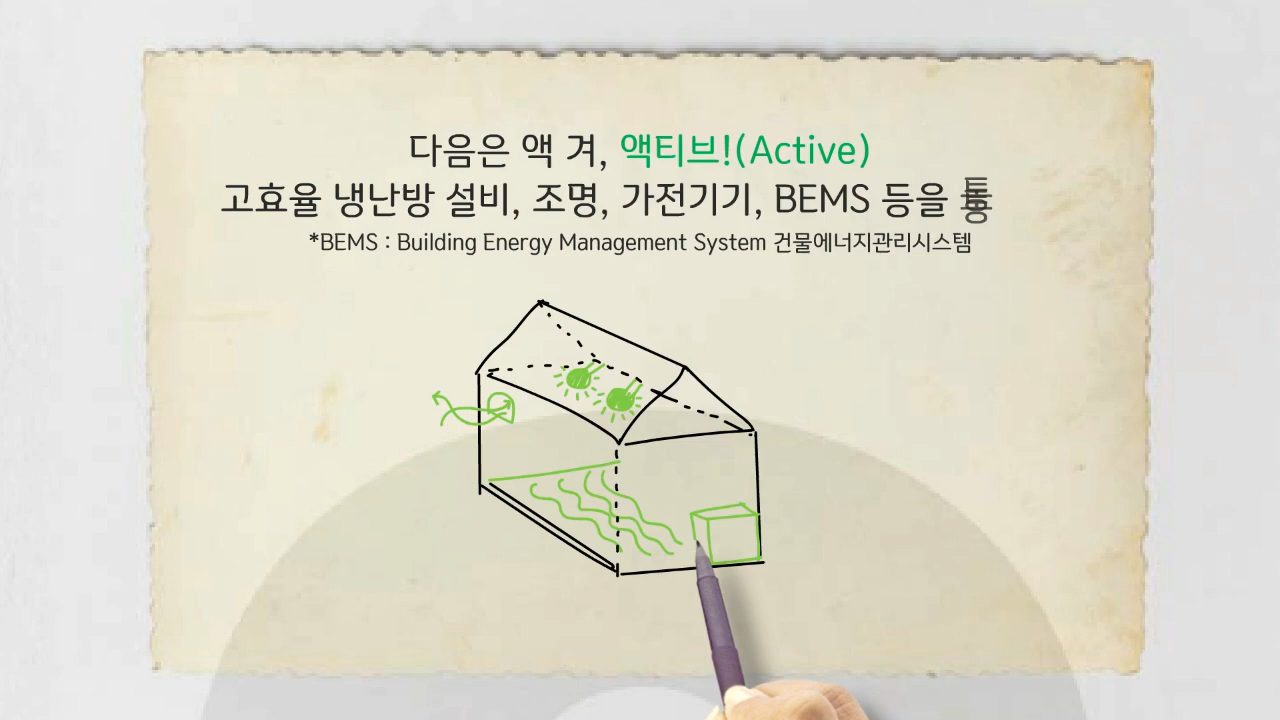 다음은 액 겨, 액티브!(Active)
고효율 냉난방 설비, 조명, 가전기기, BEMS 등을 통
*BEMS : Building Energy Management System 건물에너지관리시스템